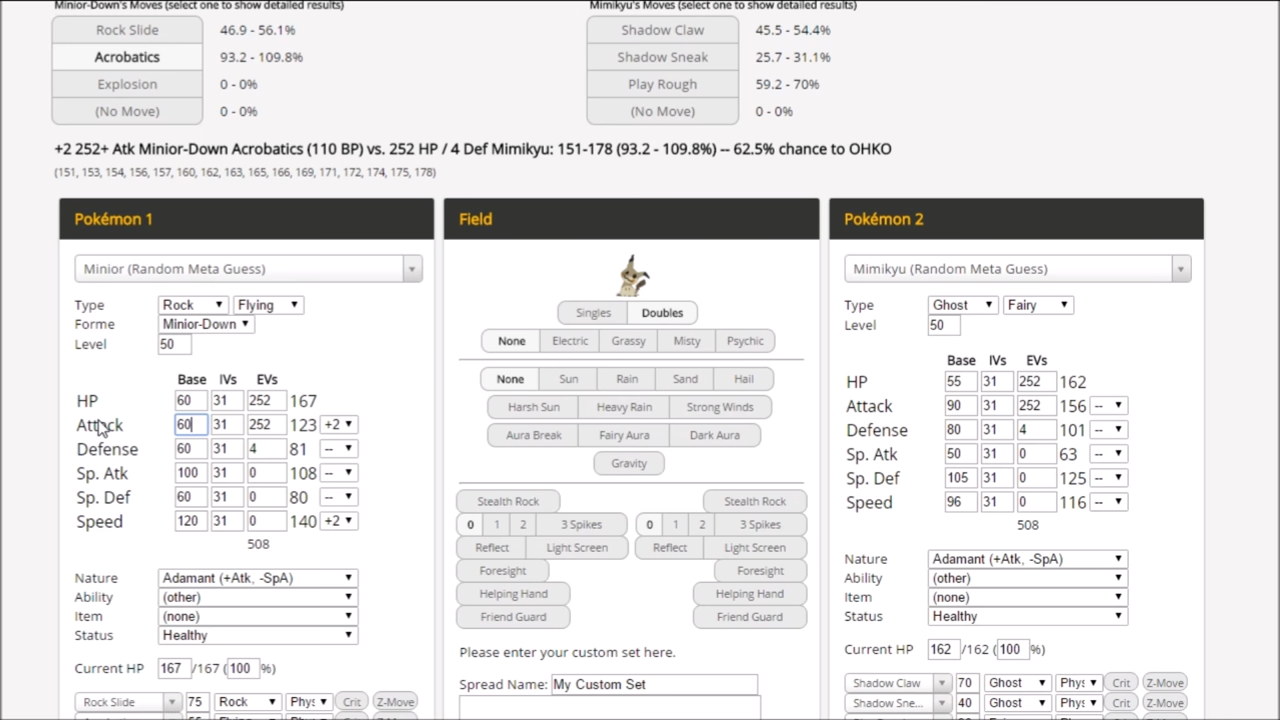 Minior-Down's Moves (select one to show detailed results) Mimikyu's Moves (select one to show detailed results)
Rock Slide 46.9 - 56.1% Shadow Claw 45.5 - 54.4%
Acrobatics 93.2 - 109.8% Shadow Sneak 25.7 - 31.1%
Explosion 0 - 0% Play Rough 59.2 - 70%
(No Move) 0 - 0% (No Move) 0 - 0%
+2 252+ Atk Minior-Down Acrobatics (110 BP) vs. 252 HP / 4 Def Mimikyu: 151-178 (93.2 - 109.8%) -- 62.5% chance to OHKO
(151, 153, 154, 156, 157, 160, 162, 163, 165, 166, 169, 171, 172, 174, 175, 178)
Pokémon 1
Minior (Random Meta Guess)
Type Rock Flying
Forme Minior-Down
Level 50
Base IVs EVs
HP 60 31 252 167
Attack 60 31 252 123 +2
Defense 60 31 4 81 --
Sp. Atk 100 31 0 108 --
Sp. Def 60 31 0 80 --
Speed 120 31 0 140 +2
508
Nature Adamant (+Atk, -SpA)
Ability (other)
Item (none)
Status Healthy
Current HP 167 /167 (100 %)
Rock Slide 75 Rock Phys Crit Z-Move
Field
Singles Doubles
None Electric Grassy Misty Psychic
None Sun Rain Sand Hail
Harsh Sun Heavy Rain Strong Winds
Aura Break Fairy Aura Dark Aura
Gravity
Stealth Rock Stealth Rock
0 1 2 3 Spikes 0 1 2 3 Spikes
Reflect Light Screen Reflect Light Screen
Foresight Foresight
Helping Hand Helping Hand
Friend Guard Friend Guard
Please enter your custom set here.
Spread Name: My Custom Set
Pokémon 2
Mimikyu (Random Meta Guess)
Type Ghost Fairy
Level 50
Base IVs EVs
HP 55 31 252 162
Attack 90 31 252 156 --
Defense 80 31 4 101 --
Sp. Atk 50 31 0 63 --
Sp. Def 105 31 0 125 --
Speed 96 31 0 116 --
508
Nature Adamant (+Atk, -SpA)
Ability (other)
Item (none)
Status Healthy
Current HP 162 /162 (100 %)
Shadow Claw 70 Ghost Phys Crit Z-Move
Shadow Sne... 40 Ghost Phys Crit Z-Move